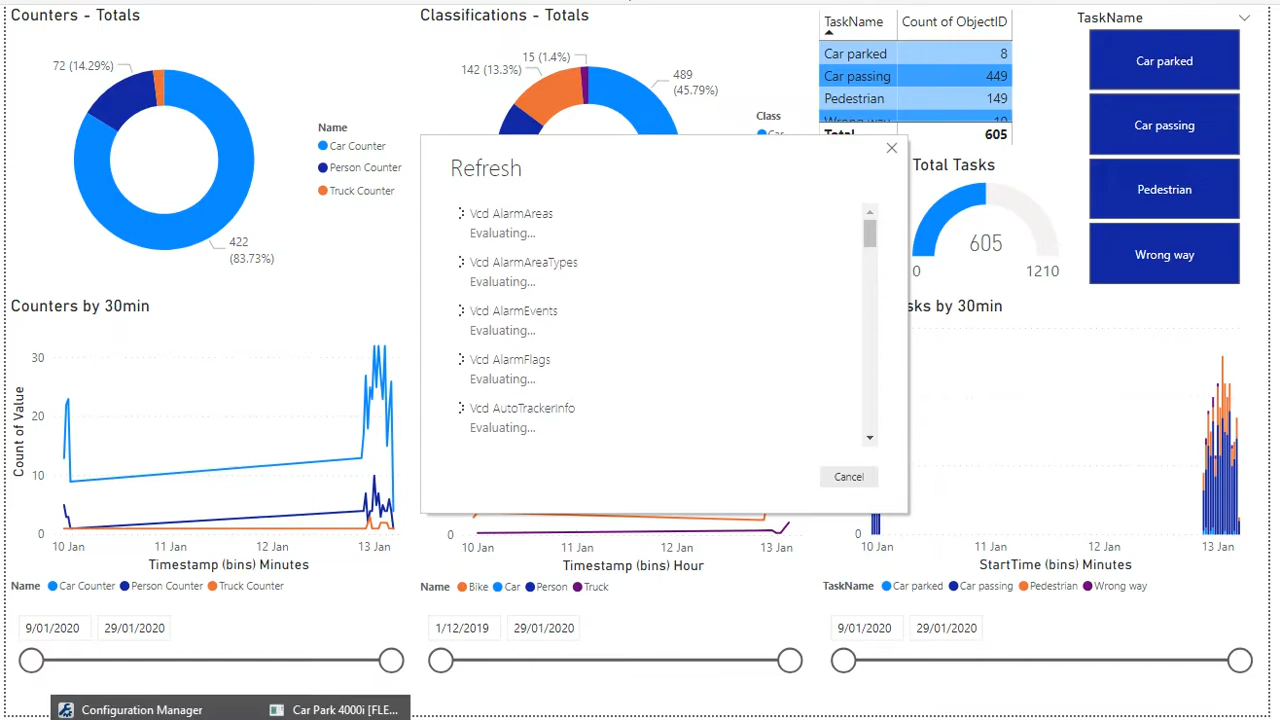 Counters - Totals
72 (14.29%)
422
(83.73%)
Name
Car Counter
Person Counter
Truck Counter
Classifications - Totals
15 (1.4%)
142 (13.3%)
489
(45.79%)
Class
Car
TaskName Count of ObjectID
Car parked 8
Car passing 449
Pedestrian 149
Wrong way 10
Total 605
TaskName
Car parked
Car passing
Pedestrian
Wrong way
Total Tasks
605
0 1210
Refresh
Vcd AlarmAreas
Evaluating...
Vcd AlarmAreaTypes
Evaluating...
Vcd AlarmEvents
Evaluating...
Vcd AlarmFlags
Evaluating...
Vcd AutoTrackerInfo
Evaluating...
Cancel
Counters by 30min
Count of Value
30
20
10
0
10 Jan 11 Jan 12 Jan 13 Jan
Timestamp (bins) Minutes
Name Car Counter Person Counter Truck Counter
9/01/2020 29/01/2020
0
10 Jan 11 Jan 12 Jan 13 Jan
Timestamp (bins) Hour
Name Bike Car Person Truck
1/12/2019 29/01/2020
sks by 30min
0
10 Jan 11 Jan 12 Jan 13 Jan
StartTime (bins) Minutes
TaskName Car parked Car passing Pedestrian Wrong way
9/01/2020 29/01/2020
Configuration Manager
Car Park 4000i [FLE...